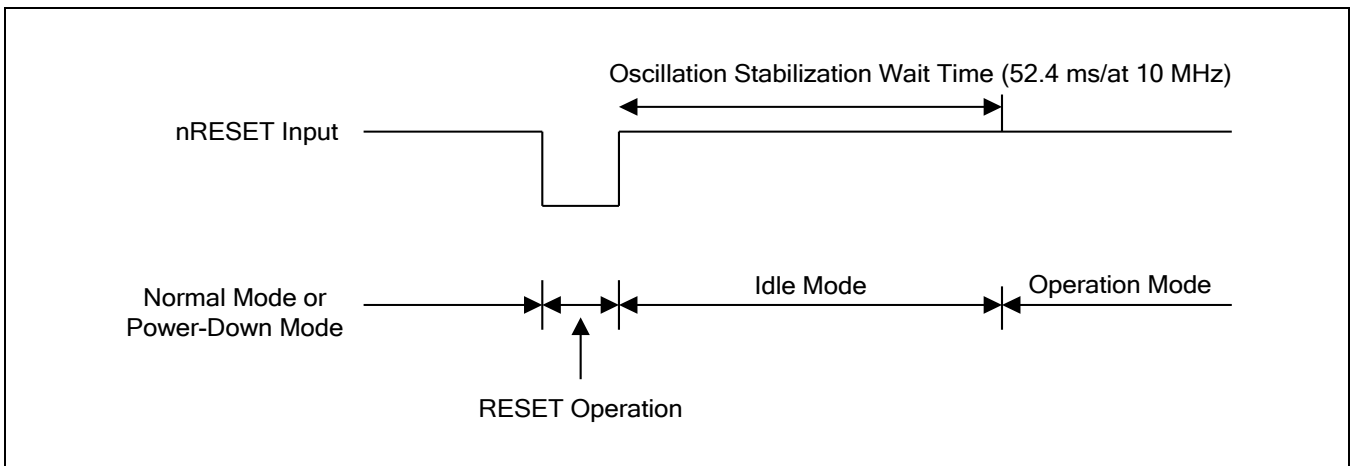 Oscillation Stabilization Wait Time (52.4 ms/at 10 MHz)
nRESET Input
Normal Mode or
Power-Down Mode
Idle Mode
Operation Mode
RESET Operation